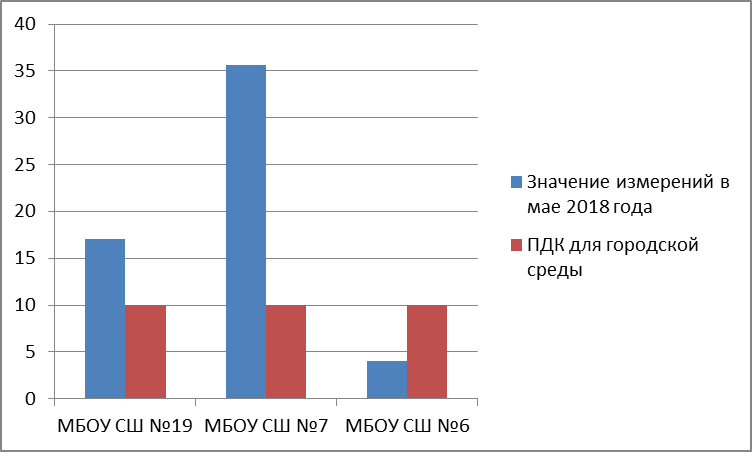 40
35
30
25
20
15
10
5
0
МБОУ СШ №19
МБОУ СШ №7
МБОУ СШ №6
Значение измерений в
мае 2018 года
ПДК для городской
среды